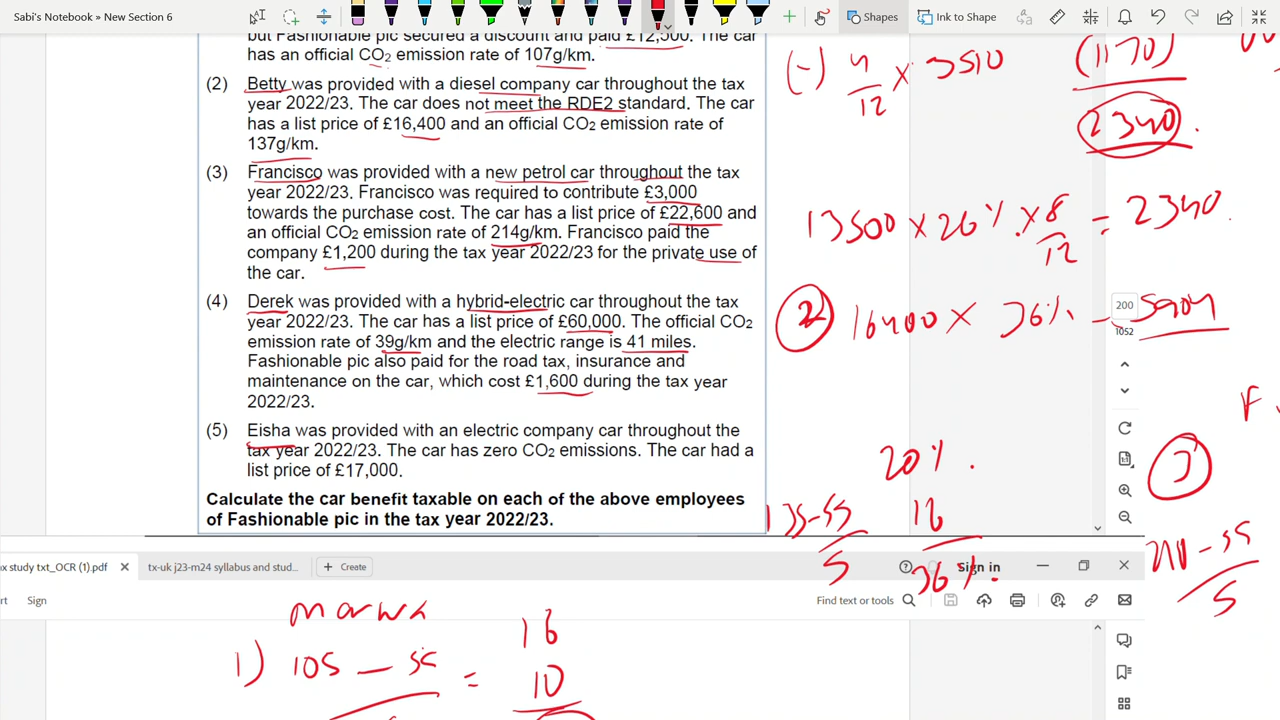 Sabi's Notebook » New Section 6
Shapes
Ink to Shape
but Fashionable plc secured a discount and paid £12,500. The car
has an official CO2 emission rate of 107g/km.
(2) Betty was provided with a diesel company car throughout the tax
year 2022/23. The car does not meet the RDE2 standard. The car
has a list price of £16,400 and an official CO2 emission rate of
137g/km.
(3) Francisco was provided with a new petrol car throughout the tax
year 2022/23. Francisco was required to contribute £3,000
towards the purchase cost. The car has a list price of £22,600 and
an official CO2 emission rate of 214g/km. Francisco paid the
company £1,200 during the tax year 2022/23 for the private use of
the car.
(4) Derek was provided with a hybrid-electric car throughout the tax
year 2022/23. The car has a list price of £60,000. The official CO2
emission rate of 39g/km and the electric range is 41 miles.
Fashionable pic also paid for the road tax, insurance and
maintenance on the car, which cost £1,600 during the tax year
2022/23.
(5) Eisha was provided with an electric company car throughout the
tax year 2022/23. The car has zero CO2 emissions. The car had a
list price of £17,000.
Calculate the car benefit taxable on each of the above employees
of Fashionable pic in the tax year 2022/23.
(-) 4/12 × 3510 (1170)
2340
13500 × 26% × 8/12 = 2340
2 16400 × 36% - 5904
200
1052
20%
135-55/5 16
36%
3
210-55/5
x study txt_OCR (1).pdf
tx-uk j23-m24 syllabus and stud...
+ Create
Sign in
rt Sign
Find text or tools
1) 105 - 55 = 16
10